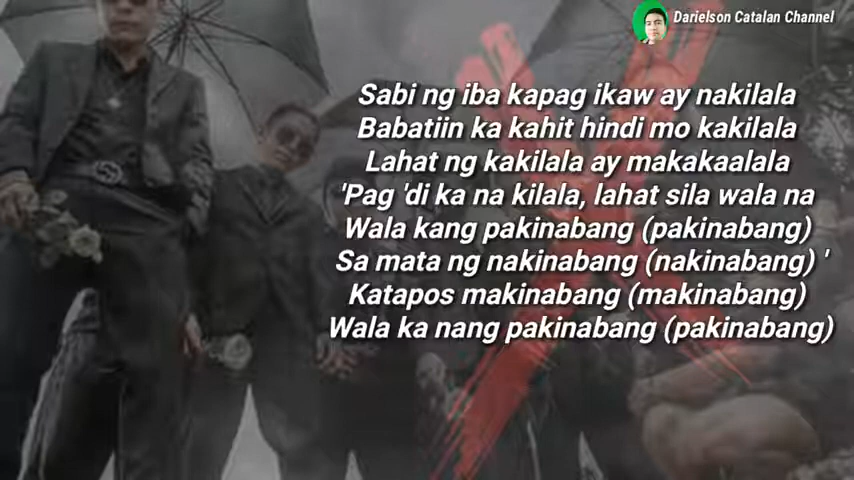 Darielson Catalan Channel
Sabi ng iba kapag ikaw ay nakilala
Babatiin ka kahit hindi mo kakilala
Lahat ng kakilala ay makakaalala
'Pag 'di ka na kilala, lahat sila wala na
Wala kang pakinabang (pakinabang)
Sa mata ng nakinabang (nakinabang) '
Katapos makinabang (makinabang)
Wala ka nang pakinabang (pakinabang)